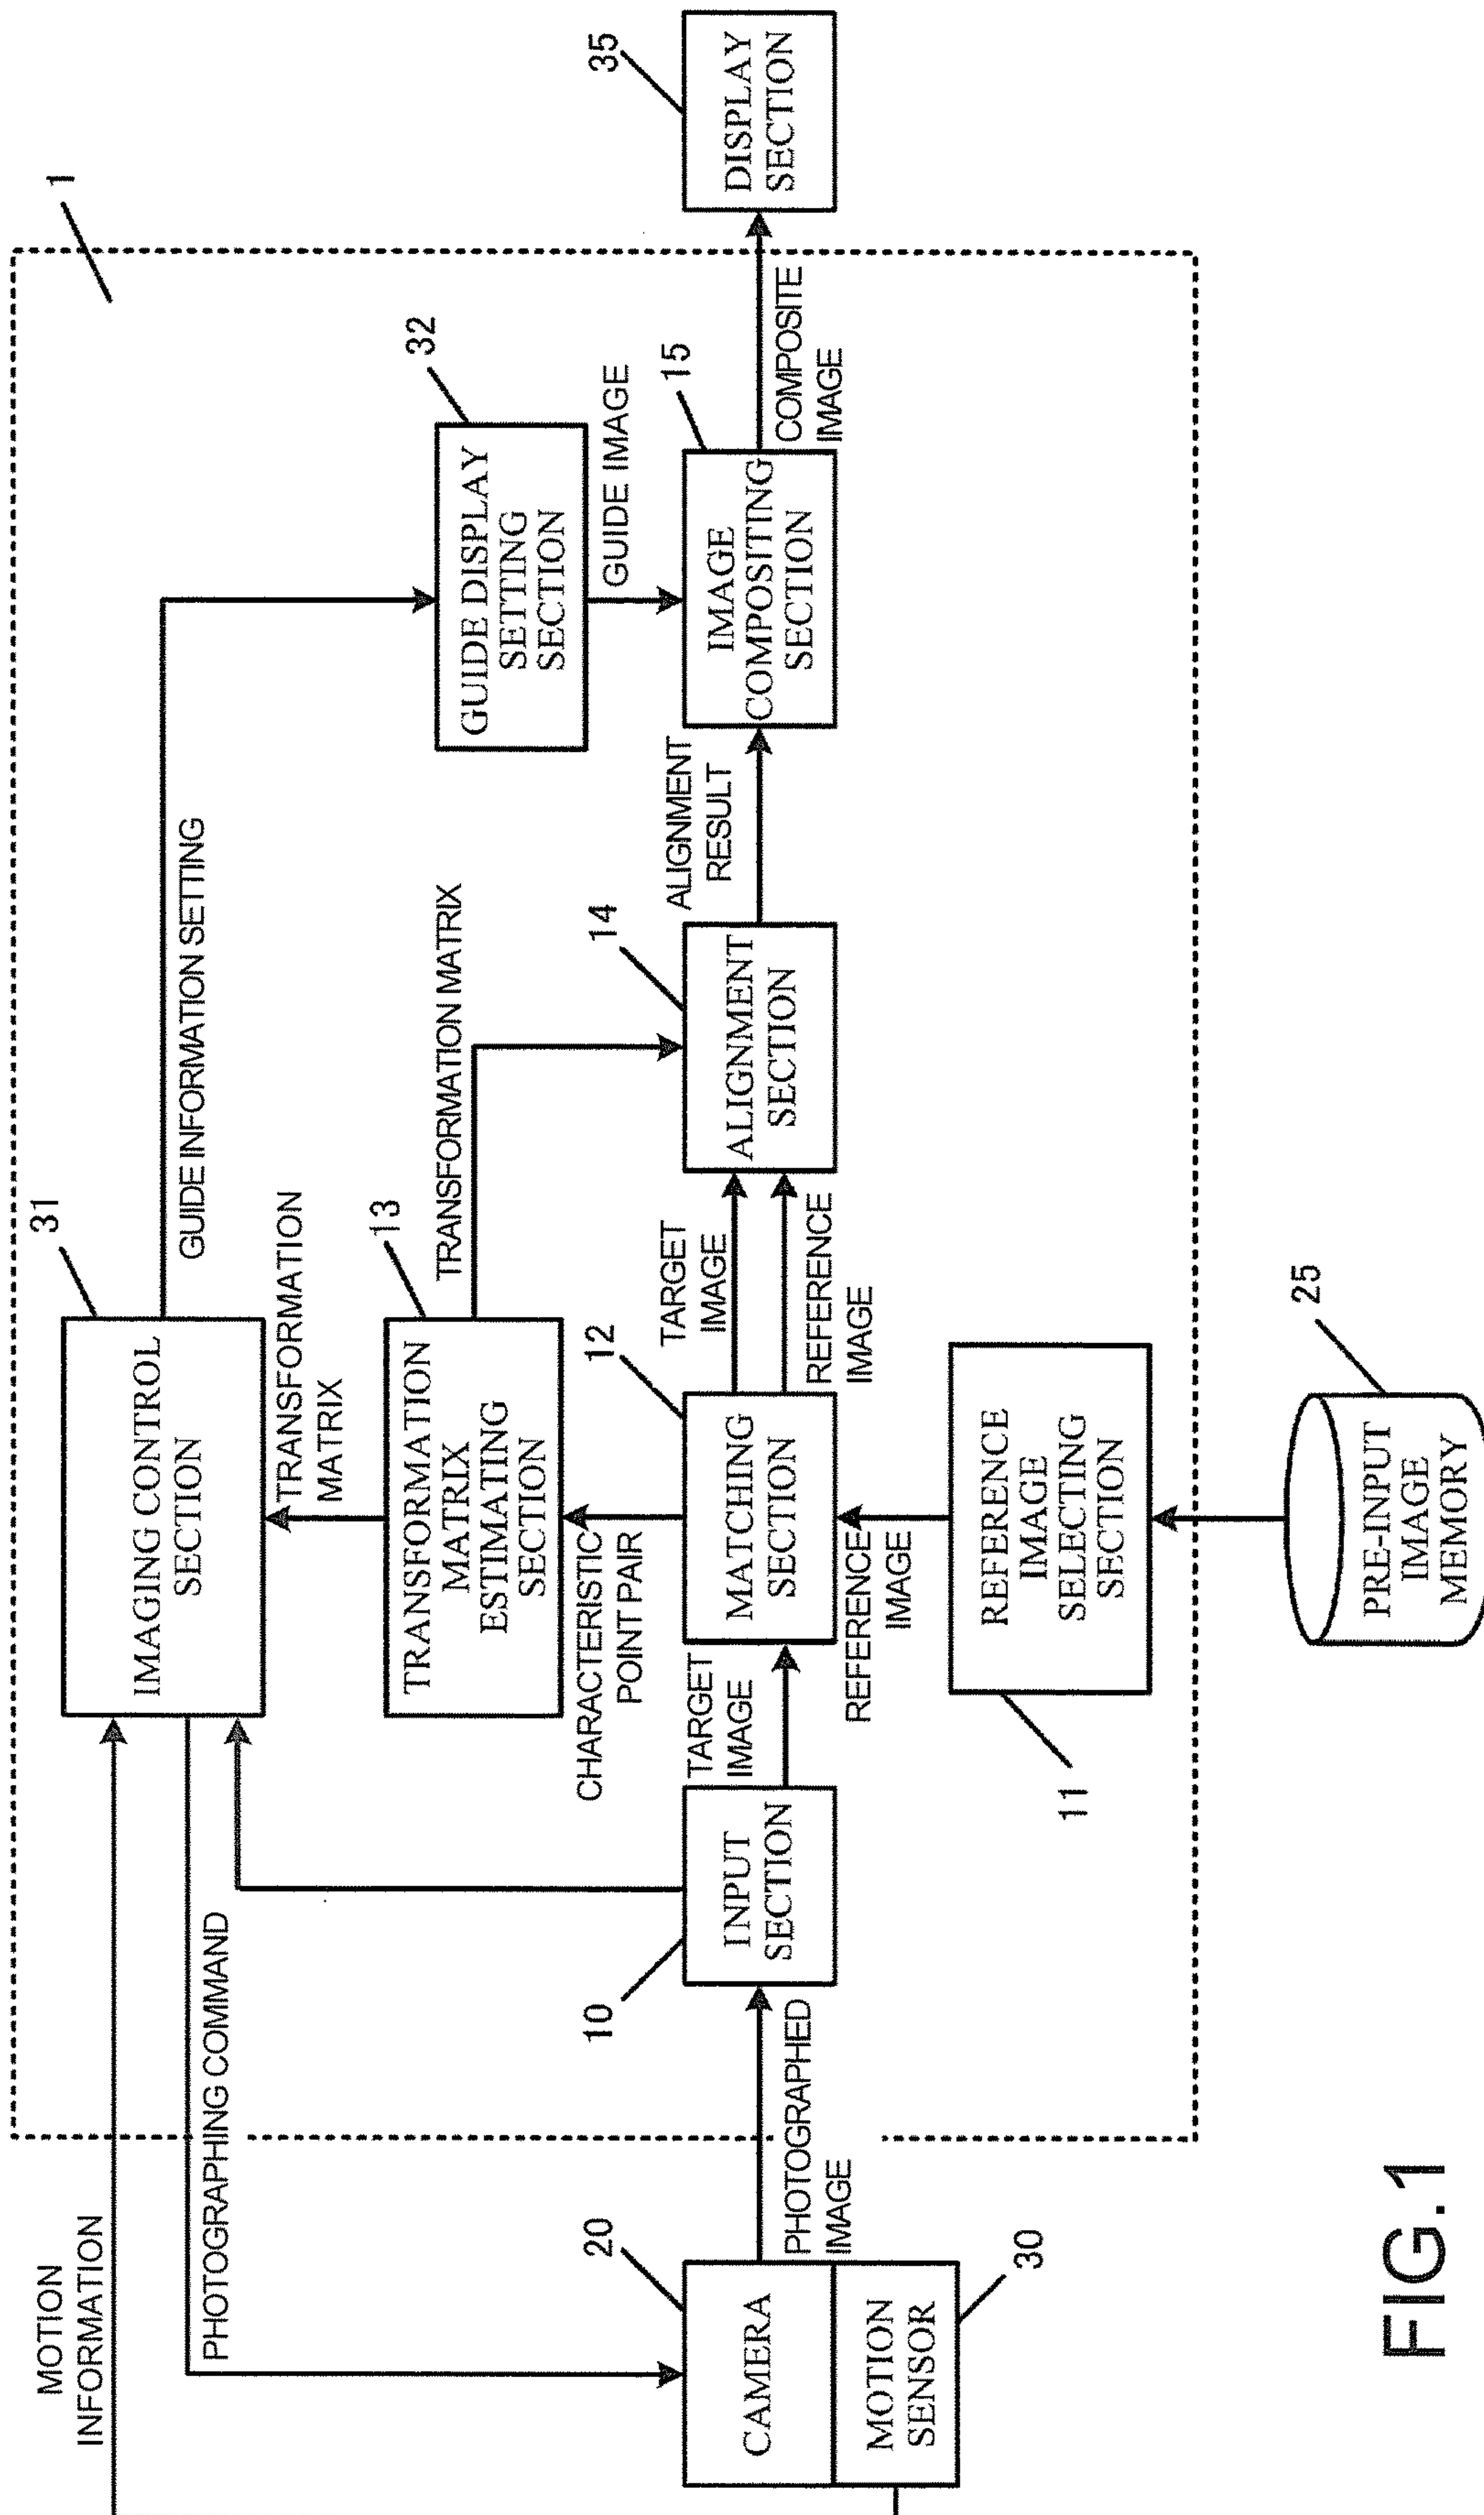 1
MOTION
INFORMATION
PHOTOGRAPHING COMMAND
31
IMAGING CONTROL
SECTION
GUIDE INFORMATION SETTING
TRANSFORMATION
MATRIX
13
TRANSFORMATION
MATRIX
ESTIMATING
SECTION
TRANSFORMATION MATRIX
32
GUIDE DISPLAY
SETTING
SECTION
GUIDE IMAGE
CHARACTERISTIC
POINT PAIR
20
CAMERA
MOTION
SENSOR
30
PHOTOGRAPHED
IMAGE
10
INPUT
SECTION
TARGET
IMAGE
12
MATCHING
SECTION
TARGET
IMAGE
REFERENCE
IMAGE
14
ALIGNMENT
SECTION
ALIGNMENT
RESULT
15
IMAGE
COMPOSITING
SECTION
COMPOSITE
IMAGE
35
DISPLAY
SECTION
REFERENCE
IMAGE
11
REFERENCE
IMAGE
SELECTING
SECTION
25
PRE-INPUT
IMAGE
MEMORY
FIG.1